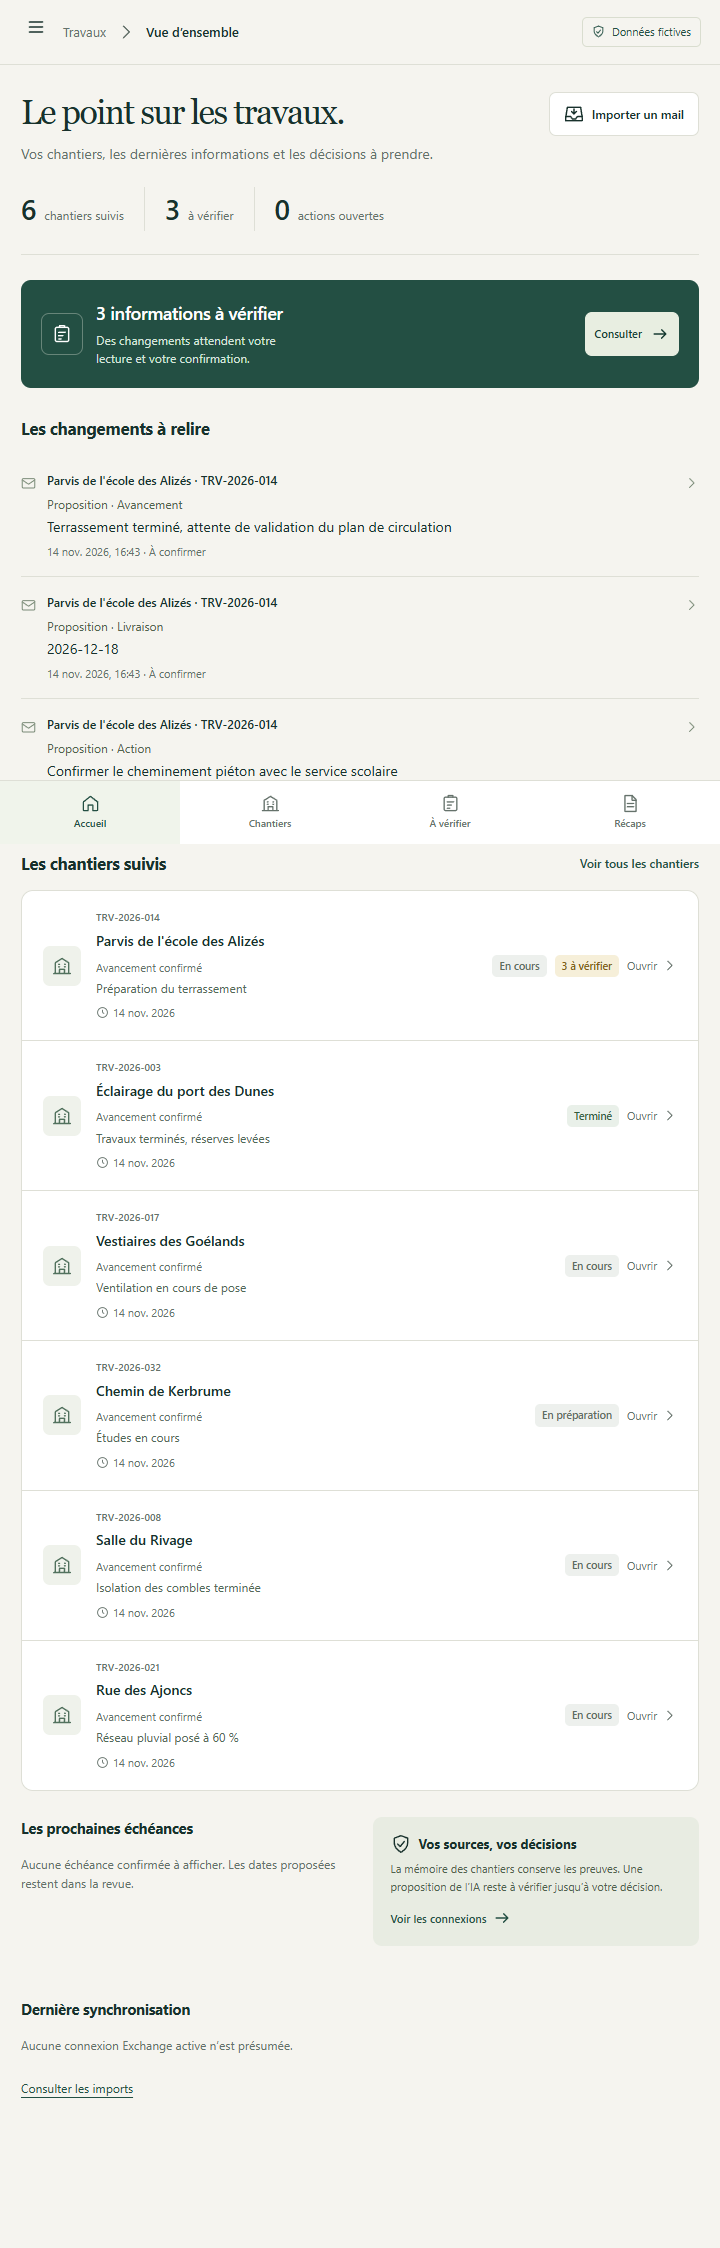 Travaux
Vue d’ensemble
Données fictives
Le point sur les travaux.
Importer un mail
Vos chantiers, les dernières informations et les décisions à prendre.
6 chantiers suivis
3 à vérifier
0 actions ouvertes
3 informations à vérifier
Des changements attendent votre
lecture et votre confirmation.
Consulter
Les changements à relire
Parvis de l'école des Alizés · TRV-2026-014
Proposition · Avancement
Terrassement terminé, attente de validation du plan de circulation
14 nov. 2026, 16:43 · À confirmer
Parvis de l'école des Alizés · TRV-2026-014
Proposition · Livraison
2026-12-18
14 nov. 2026, 16:43 · À confirmer
Parvis de l'école des Alizés · TRV-2026-014
Proposition · Action
Confirmer le cheminement piéton avec le service scolaire
Accueil
Chantiers
À vérifier
Récaps
Les chantiers suivis
Voir tous les chantiers
TRV-2026-014
Parvis de l'école des Alizés
Avancement confirmé
Préparation du terrassement
14 nov. 2026
En cours
3 à vérifier
Ouvrir
TRV-2026-003
Éclairage du port des Dunes
Avancement confirmé
Travaux terminés, réserves levées
14 nov. 2026
Terminé
Ouvrir
TRV-2026-017
Vestiaires des Goélands
Avancement confirmé
Ventilation en cours de pose
14 nov. 2026
En cours
Ouvrir
TRV-2026-032
Chemin de Kerbrume
Avancement confirmé
Études en cours
14 nov. 2026
En préparation
Ouvrir
TRV-2026-008
Salle du Rivage
Avancement confirmé
Isolation des combles terminée
14 nov. 2026
En cours
Ouvrir
TRV-2026-021
Rue des Ajoncs
Avancement confirmé
Réseau pluvial posé à 60 %
14 nov. 2026
En cours
Ouvrir
Les prochaines échéances
Aucune échéance confirmée à afficher. Les dates proposées
restent dans la revue.
Vos sources, vos décisions
La mémoire des chantiers conserve les preuves. Une
proposition de l'IA reste à vérifier jusqu'à votre décision.
Voir les connexions
Dernière synchronisation
Aucune connexion Exchange active n’est présumée.
Consulter les imports